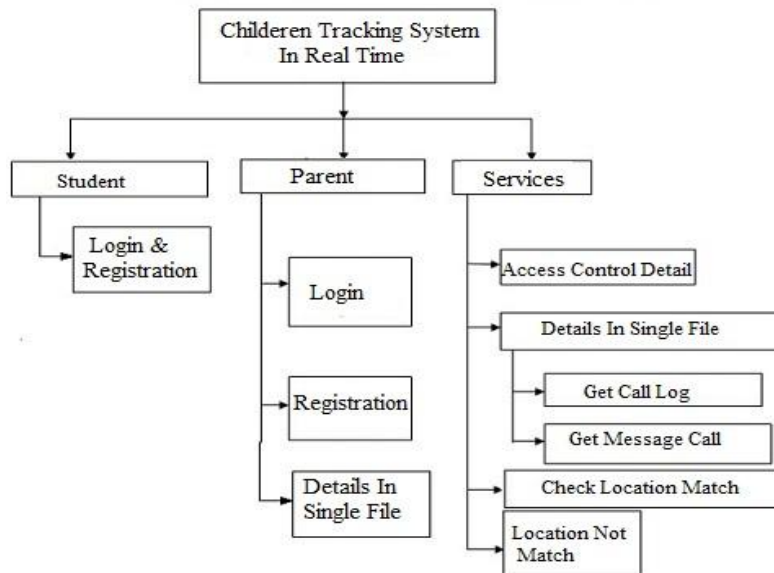 Childeren Tracking System
In Real Time
Student
Login &
Registration
Parent
Login
Registration
Details In
Single File
Services
Access Control Detail
Details In Single File
Get Call Log
Get Message Call
Check Location Match
Location Not
Match